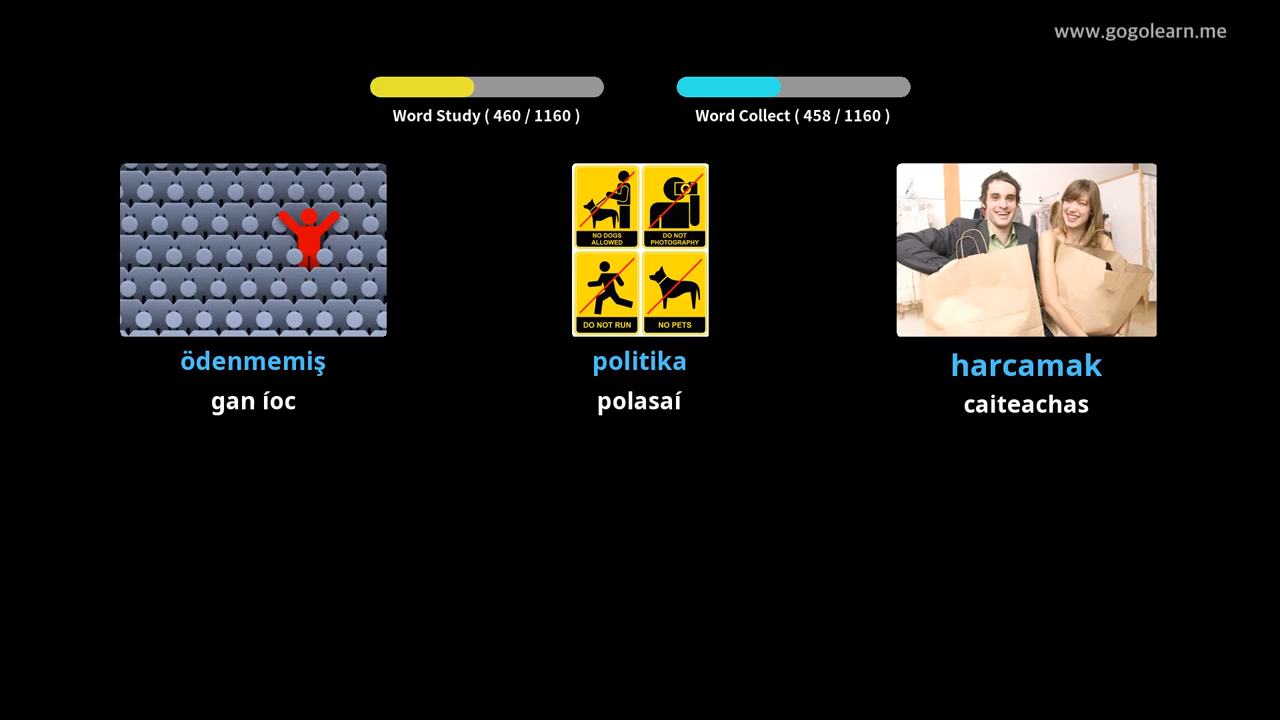 www.gogolearn.me
Word Study ( 460 / 1160 )
Word Collect ( 458 / 1160 )
NO DOGS
ALLOWED
DO NOT
PHOTOGRAPHY
DO NOT RUN
NO PETS
ödenmemiş
politika
harcamak
gan íoc
polasaí
caiteachas